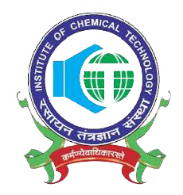 INSTITUTE OF CHEMICAL TECHNOLOGY
रसायन तंत्रज्ञान संस्था
कर्मण्येवाधिकारस्ते